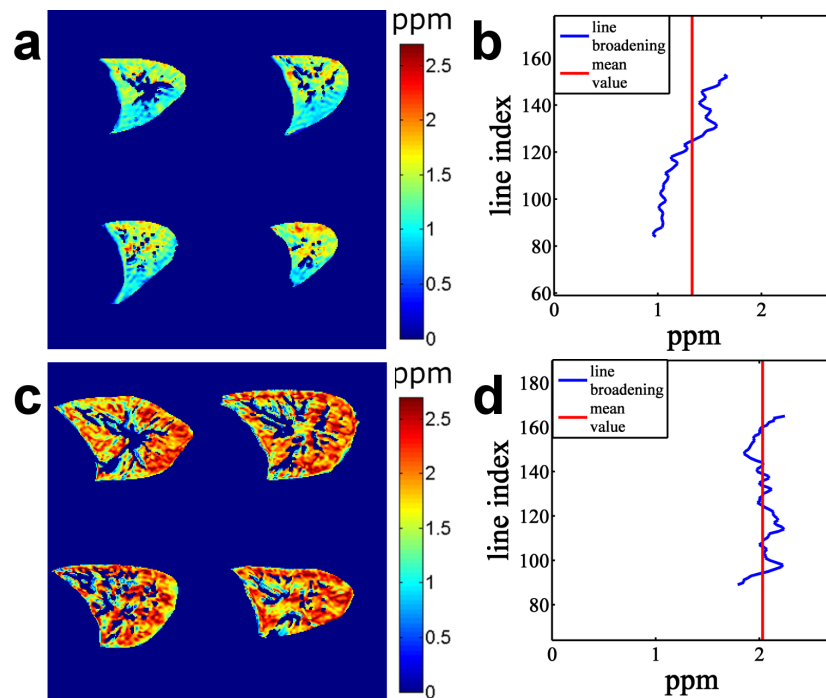 a
ppm
2.5
2
1.5
1
0.5
0
b
line index
160
140
120
100
80
60
line
broadening
mean
value
0
1
2
ppm
c
ppm
2.5
2
1.5
1
0.5
0
d
line index
180
160
140
120
100
80
line
broadening
mean
value
0
1
2
ppm